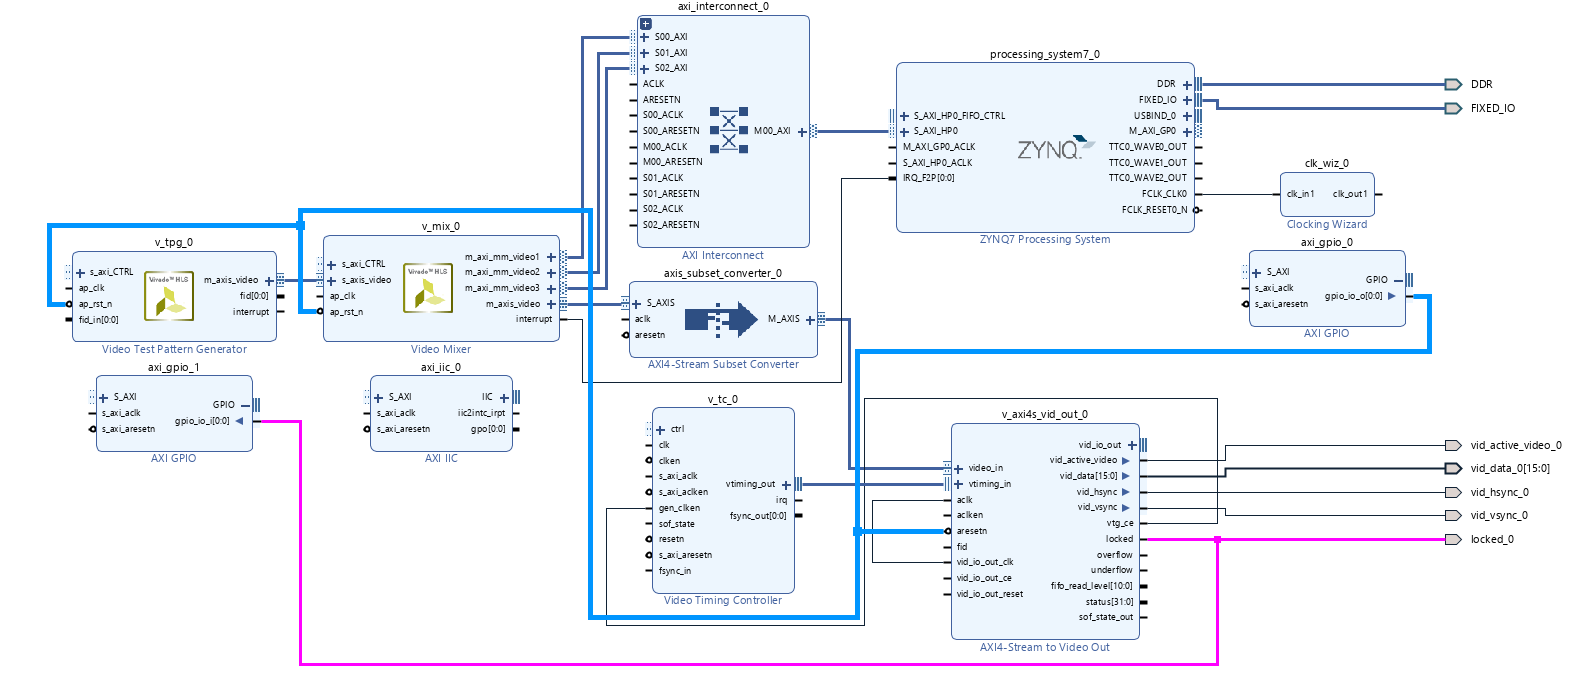 axi_interconnect_0
S00_AXI
S01_AXI
S02_AXI
ACLK
ARESETN
S00_ACLK
S00_ARESETN
M00_ACLK
M00_ARESETN
S01_ACLK
S01_ARESETN
S02_ACLK
S02_ARESETN
M00_AXI
AXI Interconnect
processing_system7_0
S_AXI_HP0_FIFO_CTRL
S_AXI_HP0
M_AXI_GP0_ACLK
S_AXI_HP0_ACLK
IRQ_F2P[0:0]
ZYNQ
DDR
FIXED_IO
USBIND_0
M_AXI_GP0
TTC0_WAVE0_OUT
TTC0_WAVE1_OUT
TTC0_WAVE2_OUT
FCLK_CLK0
FCLK_RESET0_N
ZYNQ7 Processing System
DDR
FIXED_IO
clk_wiz_0
clk_in1
clk_out1
Clocking Wizard
v_tpg_0
s_axi_CTRL
ap_clk
ap_rst_n
fid_in[0:0]
Vivado™ HLS
m_axis_video
fid[0:0]
interrupt
Video Test Pattern Generator
v_mix_0
s_axi_CTRL
s_axis_video
ap_clk
ap_rst_n
Vivado™ HLS
m_axi_mm_video1
m_axi_mm_video2
m_axi_mm_video3
m_axis_video
interrupt
Video Mixer
axis_subset_converter_0
S_AXIS
aclk
aresetn
M_AXIS
AXI4-Stream Subset Converter
axi_gpio_0
S_AXI
s_axi_aclk
s_axi_aresetn
GPIO
gpio_io_o[0:0]
AXI GPIO
axi_gpio_1
S_AXI
s_axi_aclk
s_axi_aresetn
GPIO
gpio_io_i[0:0]
AXI GPIO
axi_iic_0
S_AXI
s_axi_aclk
s_axi_aresetn
IIC
iic2intc_irpt
gpo[0:0]
AXI IIC
v_tc_0
ctrl
clk
clken
s_axi_aclk
s_axi_aclken
gen_clken
sof_state
resetn
s_axi_aresetn
fsync_in
vtiming_out
irq
fsync_out[0:0]
Video Timing Controller
v_axi4s_vid_out_0
video_in
vtiming_in
aclk
aclken
aresetn
fid
vid_io_out_clk
vid_io_out_ce
vid_io_out_reset
vid_io_out
vid_active_video
vid_data[15:0]
vid_hsync
vid_vsync
vtg_ce
locked
overflow
underflow
fifo_read_level[10:0]
status[31:0]
sof_state_out
AXI4-Stream to Video Out
vid_active_video_0
vid_data_0[15:0]
vid_hsync_0
vid_vsync_0
locked_0